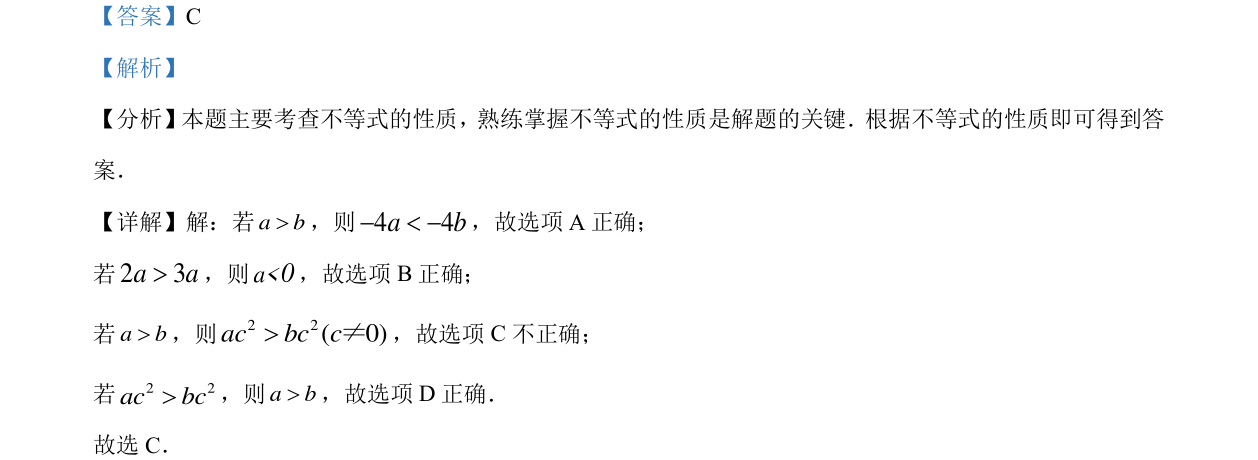 【答案】C
【解析】
【分析】本题主要考查不等式的性质，熟练掌握不等式的性质是解题的关键．根据不等式的性质即可得到答
案．
【详解】解：若 a > b，则 −4a < −4b，故选项 A 正确；
若 2a > 3a，则 a<0，故选项 B 正确；
若 a > b，则 ac² > bc² (c≠0)，故选项 C 不正确；
若 ac² > bc²，则 a > b，故选项 D 正确．
故选 C．